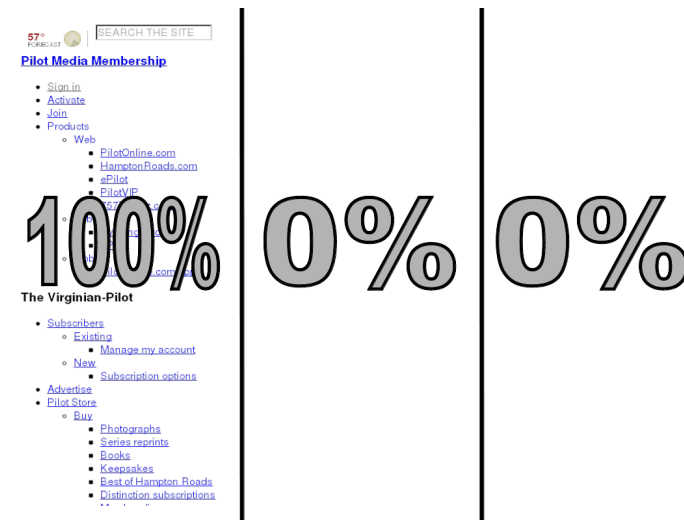 57°
FORECAST
SEARCH THE SITE
Pilot Media Membership
Sign in
Activate
Join
Products
Web
PilotOnline.com
HamptonRoads.com
ePilot
PilotVIP
100% 0% 0%
The Virginian-Pilot
Subscribers
Existing
Manage my account
New
Subscription options
Advertise
Pilot Store
Buy
Photographs
Series reprints
Books
Keepsakes
Best of Hampton Roads
Distinction subscriptions